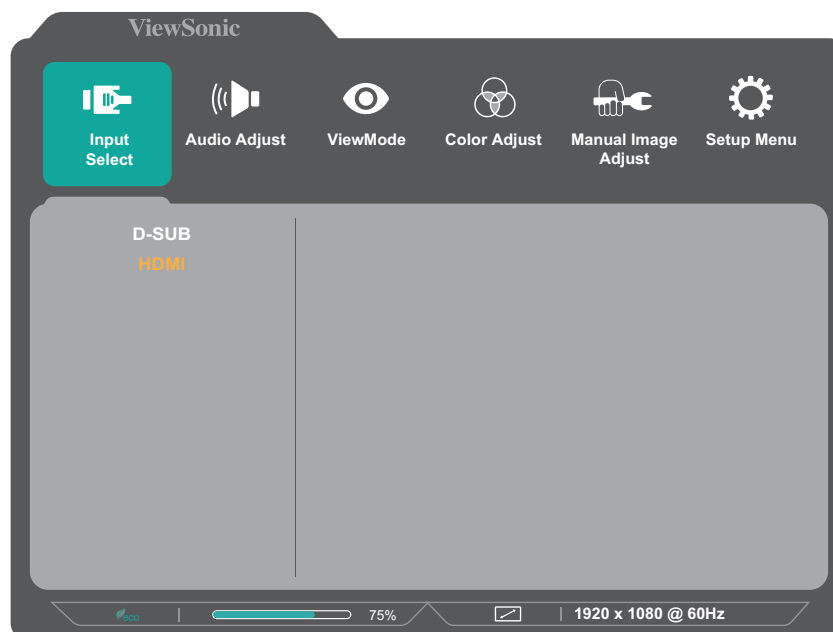 ViewSonic
Input
Select
Audio Adjust
ViewMode
Color Adjust
Manual Image
Adjust
Setup Menu
D-SUB
HDMI
eco
75%
1920 x 1080 @ 60Hz